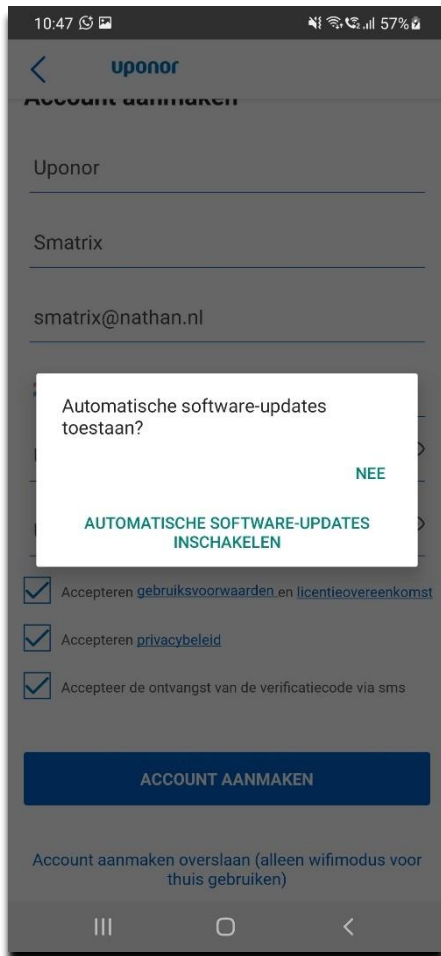 10:47 57%
uponor
Account aanmaken
Uponor
Smatrix
smatrix@nathan.nl
Automatische software-updates
toestaan?
NEE
AUTOMATISCHE SOFTWARE-UPDATES
INSCHAKELEN
Accepteren gebruiksvoorwaarden en licentieovereenkomst
Accepteren privacybeleid
Accepteer de ontvangst van de verificatiecode via sms
ACCOUNT AANMAKEN
Account aanmaken overslaan (alleen wifimodus voor
thuis gebruiken)